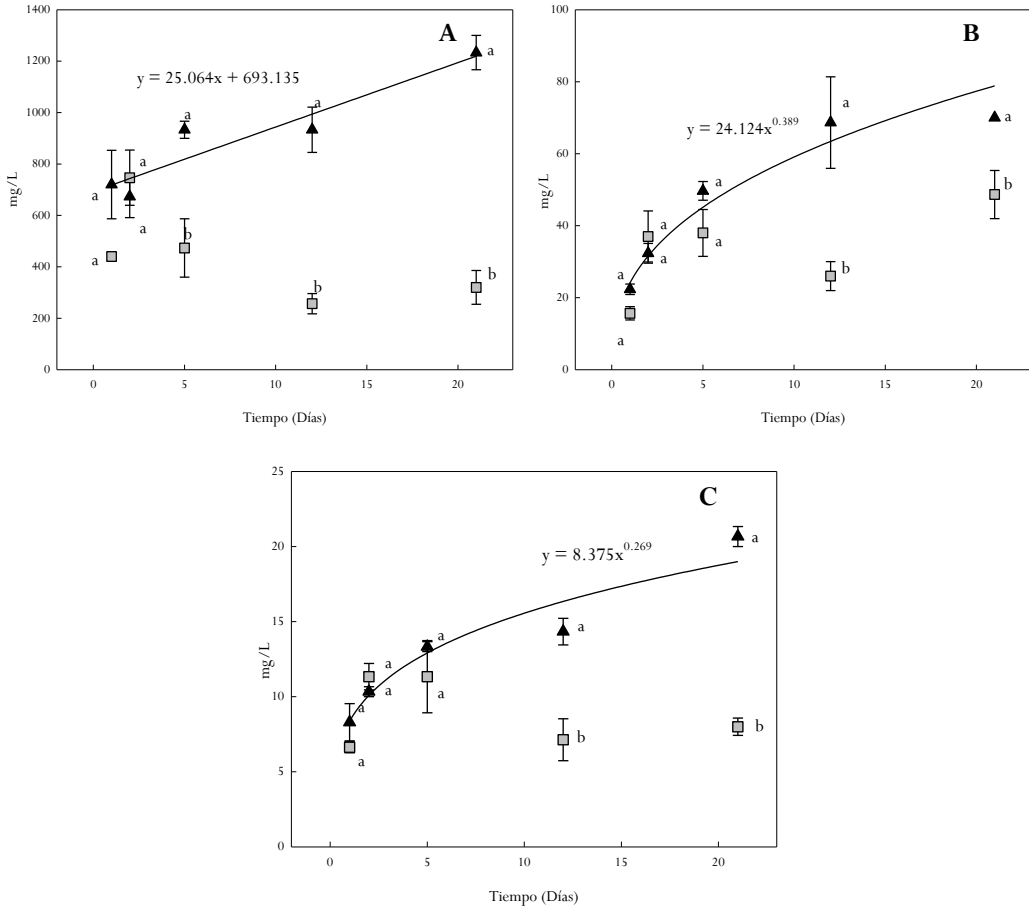 A
y = 25.064x + 693.135
1400
1200
1000
800
600
400
200
0
mg/L
a
a
a
a
a
a
a
b
b
b
0
5
10
15
20
Tiempo (Días)
B
y = 24.124x^0.389
100
80
60
40
20
0
mg/L
a
a
a
a
a
a
a
a
b
b
0
5
10
15
20
Tiempo (Días)
C
y = 8.375x^0.269
25
20
15
10
5
0
mg/L
a
a
a
a
a
a
a
a
b
b
0
5
10
15
20
Tiempo (Días)